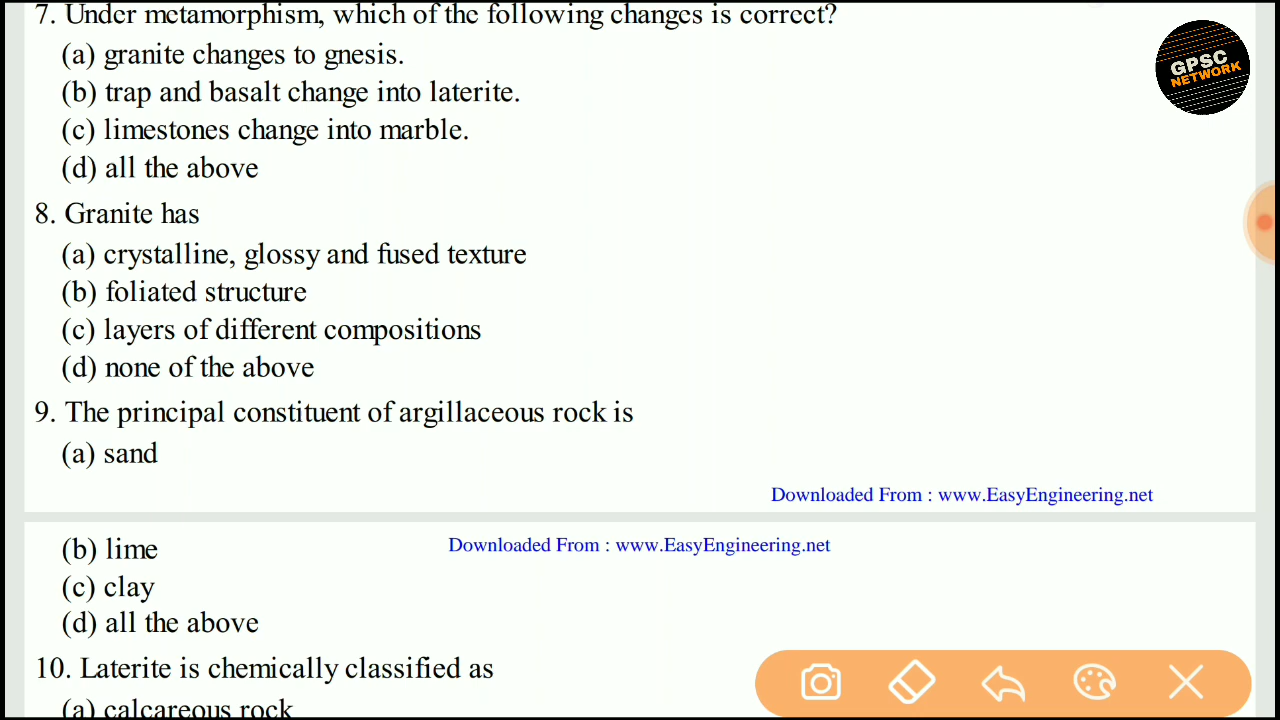 7. Under metamorphism, which of the following changes is correct?
(a) granite changes to gnesis.
(b) trap and basalt change into laterite.
(c) limestones change into marble.
(d) all the above
GPSC
NETWORK
8. Granite has
(a) crystalline, glossy and fused texture
(b) foliated structure
(c) layers of different compositions
(d) none of the above
9. The principal constituent of argillaceous rock is
(a) sand
Downloaded From : www.EasyEngineering.net
(b) lime
Downloaded From : www.EasyEngineering.net
(c) clay
(d) all the above
10. Laterite is chemically classified as
(a) calcareous rock